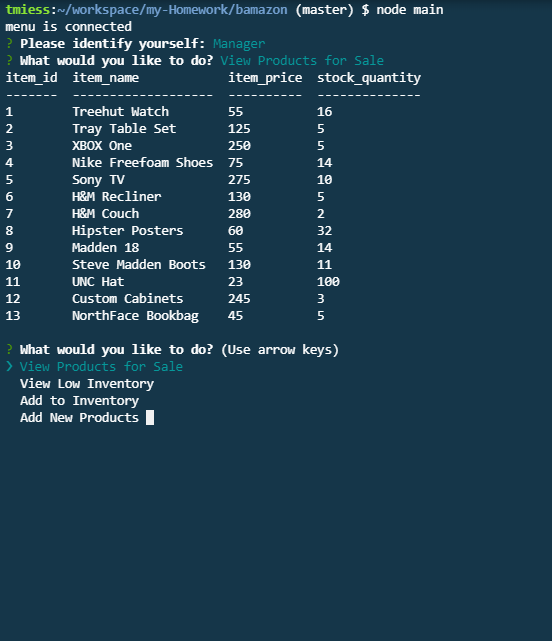 tmiess:~/workspace/my-Homework/bamazon (master) $ node main
menu is connected
? Please identify yourself: Manager
? What would you like to do? View Products for Sale
item_id  item_name            item_price  stock_quantity
-------  -------------------  ----------  --------------
1        Treehut Watch        55          16
2        Tray Table Set       125         5
3        XBOX One             250         5
4        Nike Freefoam Shoes  75          14
5        Sony TV              275         10
6        H&M Recliner         130         5
7        H&M Couch            280         2
8        Hipster Posters      60          32
9        Madden 18            55          14
10       Steve Madden Boots   130         11
11       UNC Hat              23          100
12       Custom Cabinets      245         3
13       NorthFace Bookbag    45          5
? What would you like to do? (Use arrow keys)
❯ View Products for Sale
  View Low Inventory
  Add to Inventory
  Add New Products